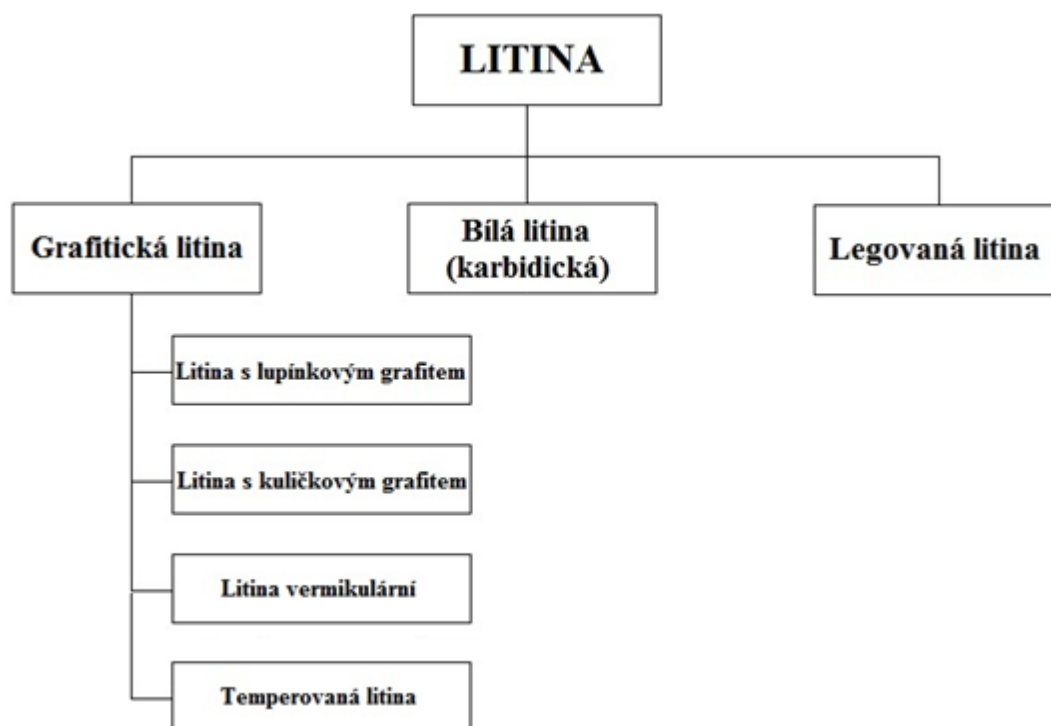 LITINA
Grafitická litina
Bílá litina
(karbidická)
Legovaná litina
Litina s lupínkovým grafitem
Litina s kuličkovým grafitem
Litina vermikulární
Temperovaná litina